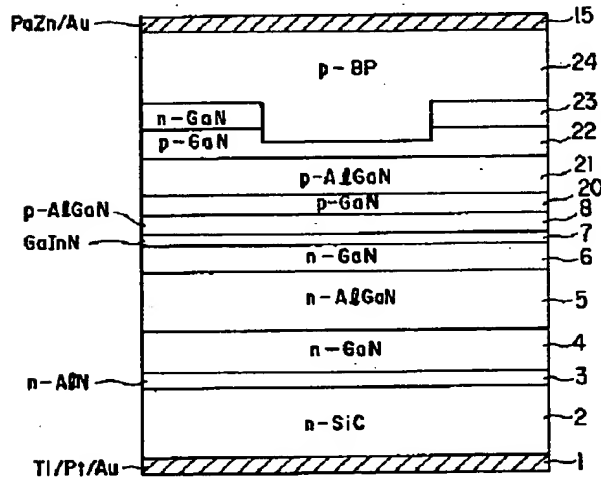 PaZn/Au
15
p-BP
24
n-GaN
23
p-GaN
22
p-AlGaN
21
p-GaN
20
p-AlGaN
8
GaInN
7
n-GaN
6
n-AlGaN
5
n-GaN
4
n-AlN
3
n-SiC
2
Ti/Pt/Au
1